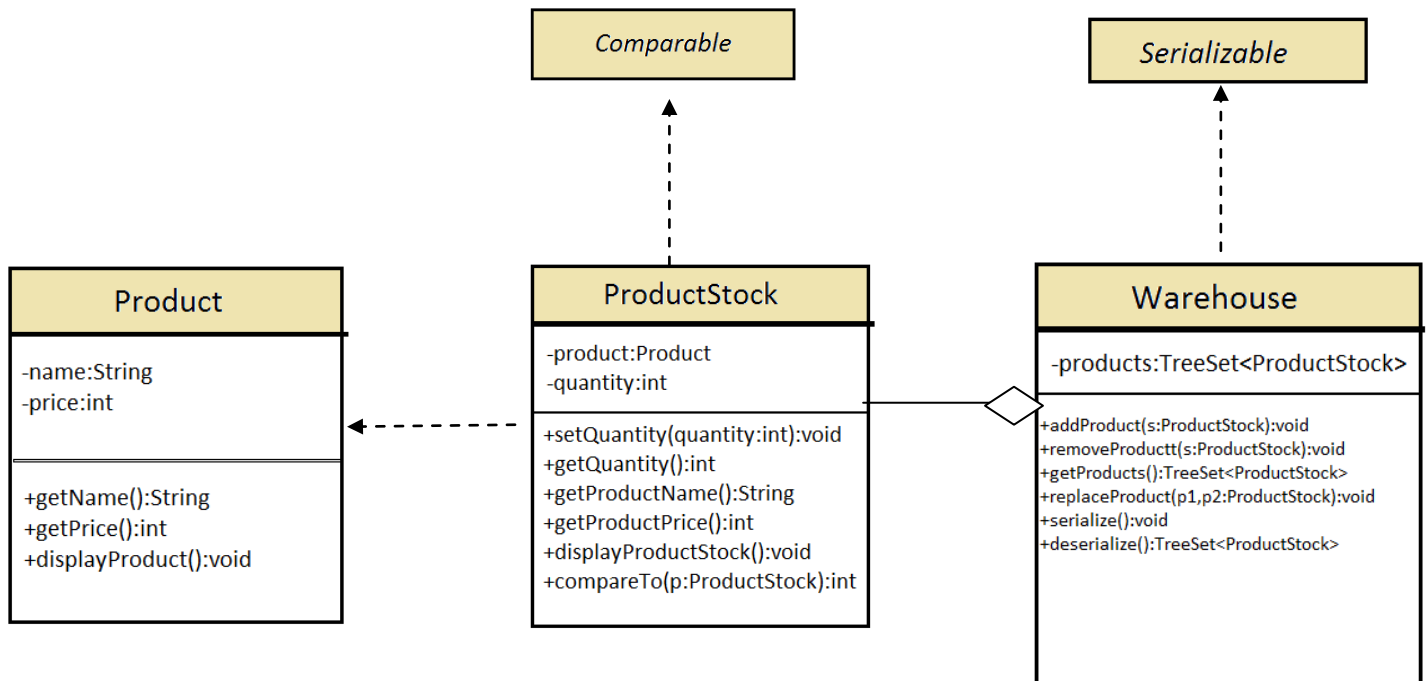 Comparable
Serializable
Product
-name:String
-price:int
+getName():String
+getPrice():int
+displayProduct():void
ProductStock
-product:Product
-quantity:int
+setQuantity(quantity:int):void
+getQuantity():int
+getProductName():String
+getProductPrice():int
+displayProductStock():void
+compareTo(p:ProductStock):int
Warehouse
-products:TreeSet<ProductStock>
+addProduct(s:ProductStock):void
+removeProductt(s:ProductStock):void
+getProducts():TreeSet<ProductStock>
+replaceProduct(p1,p2:ProductStock):void
+serialize():void
+deserialize():TreeSet<ProductStock>